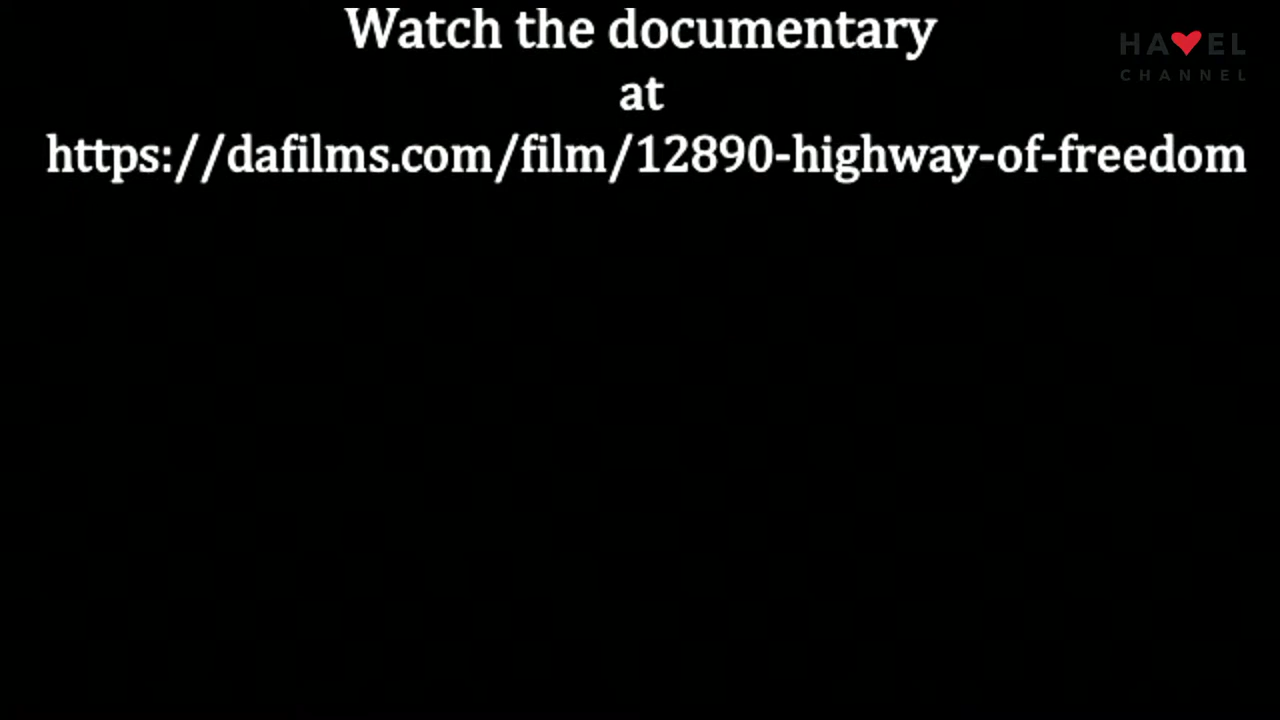 Watch the documentary
at
https://dafilms.com/film/12890-highway-of-freedom
HAVEL
CHANNEL